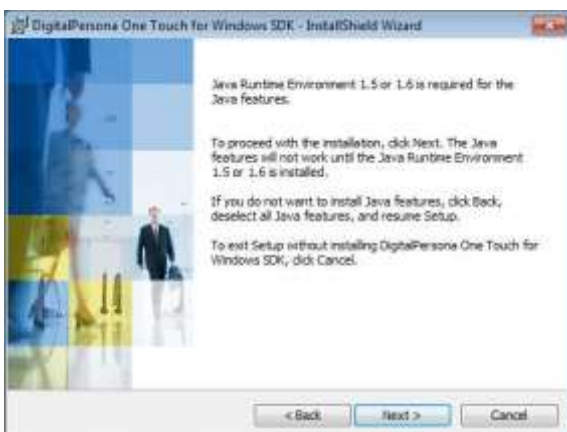 DigitalPersona One Touch for Windows SDK - InstallShield Wizard
Java Runtime Environment 1.5 or 1.6 is required for the
Java features.
To proceed with the installation, click Next. The Java
features will not work until the Java Runtime Environment
1.5 or 1.6 is installed.
If you do not want to install Java features, click Back,
deselect all Java features, and resume Setup.
To exit Setup without installing DigitalPersona One Touch for
Windows SDK, click Cancel.
< Back
Next >
Cancel